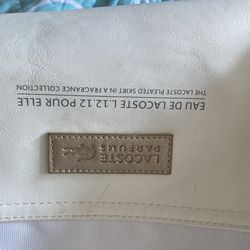 EAU DE LACOSTE L.12.12 POUR ELLE
THE LACOSTE PLEATED SKIRT IN A FRAGRANCE COLLECTION
LACOSTE
PARFUMS